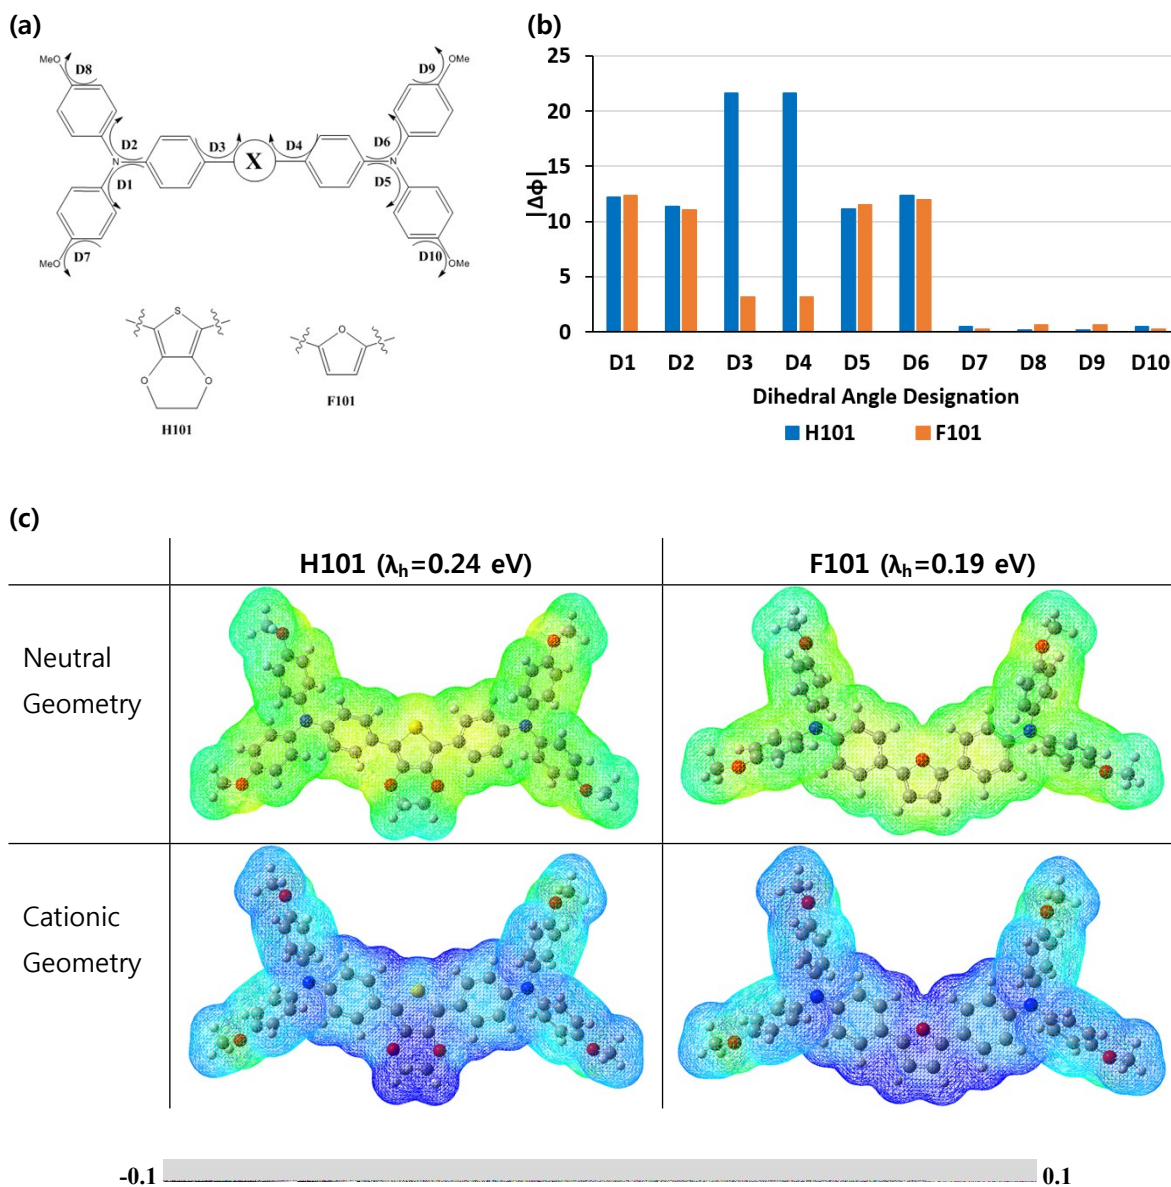 (a)
MeO
D8
D9
OMe
D2
D3
D4
D6
N
X
N
D1
D5
MeO
D7
D10
OMe
S
O
O
O
H101
F101
(b)
|Δϕ|
25
20
15
10
5
0
D1 D2 D3 D4 D5 D6 D7 D8 D9 D10
Dihedral Angle Designation
H101 F101
(c)
H101 (λh=0.24 eV) F101 (λh=0.19 eV)
Neutral
Geometry
Cationic
Geometry
-0.1 0.1